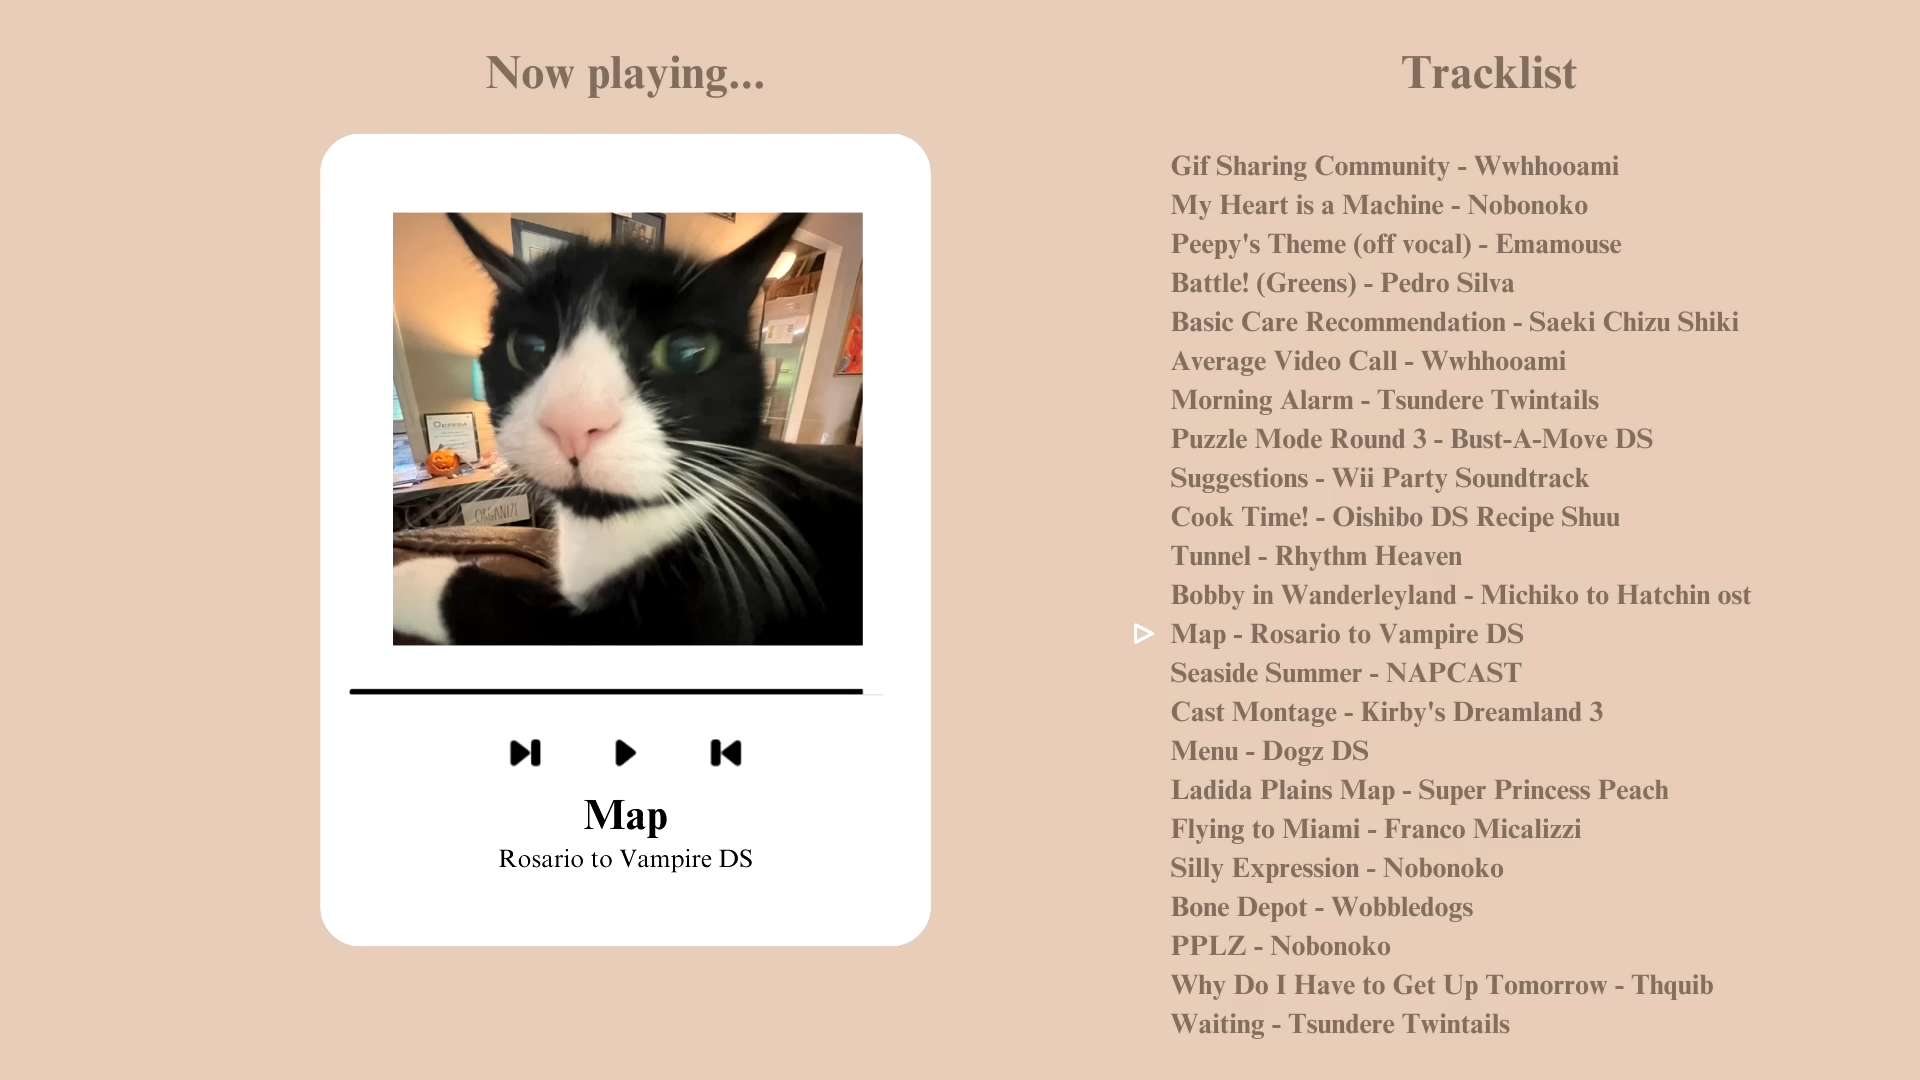 Now playing...
Tracklist
Gif Sharing Community - Wwhhooami
My Heart is a Machine - Nobonoko
Peepy's Theme (off vocal) - Emamouse
Battle! (Greens) - Pedro Silva
Basic Care Recommendation - Saeki Chizu Shiki
Average Video Call - Wwhhooami
Morning Alarm - Tsundere Twintails
Puzzle Mode Round 3 - Bust-A-Move DS
Suggestions - Wii Party Soundtrack
Cook Time! - Oishibo DS Recipe Shuu
Tunnel - Rhythm Heaven
Bobby in Wanderleyland - Michiko to Hatchin ost
Map - Rosario to Vampire DS
Seaside Summer - NAPCAST
Cast Montage - Kirby's Dreamland 3
Menu - Dogz DS
Ladida Plains Map - Super Princess Peach
Flying to Miami - Franco Micalizzi
Silly Expression - Nobonoko
Bone Depot - Wobbledogs
PPLZ - Nobonoko
Why Do I Have to Get Up Tomorrow - Thquib
Waiting - Tsundere Twintails
ORGANIZE
Map
Rosario to Vampire DS